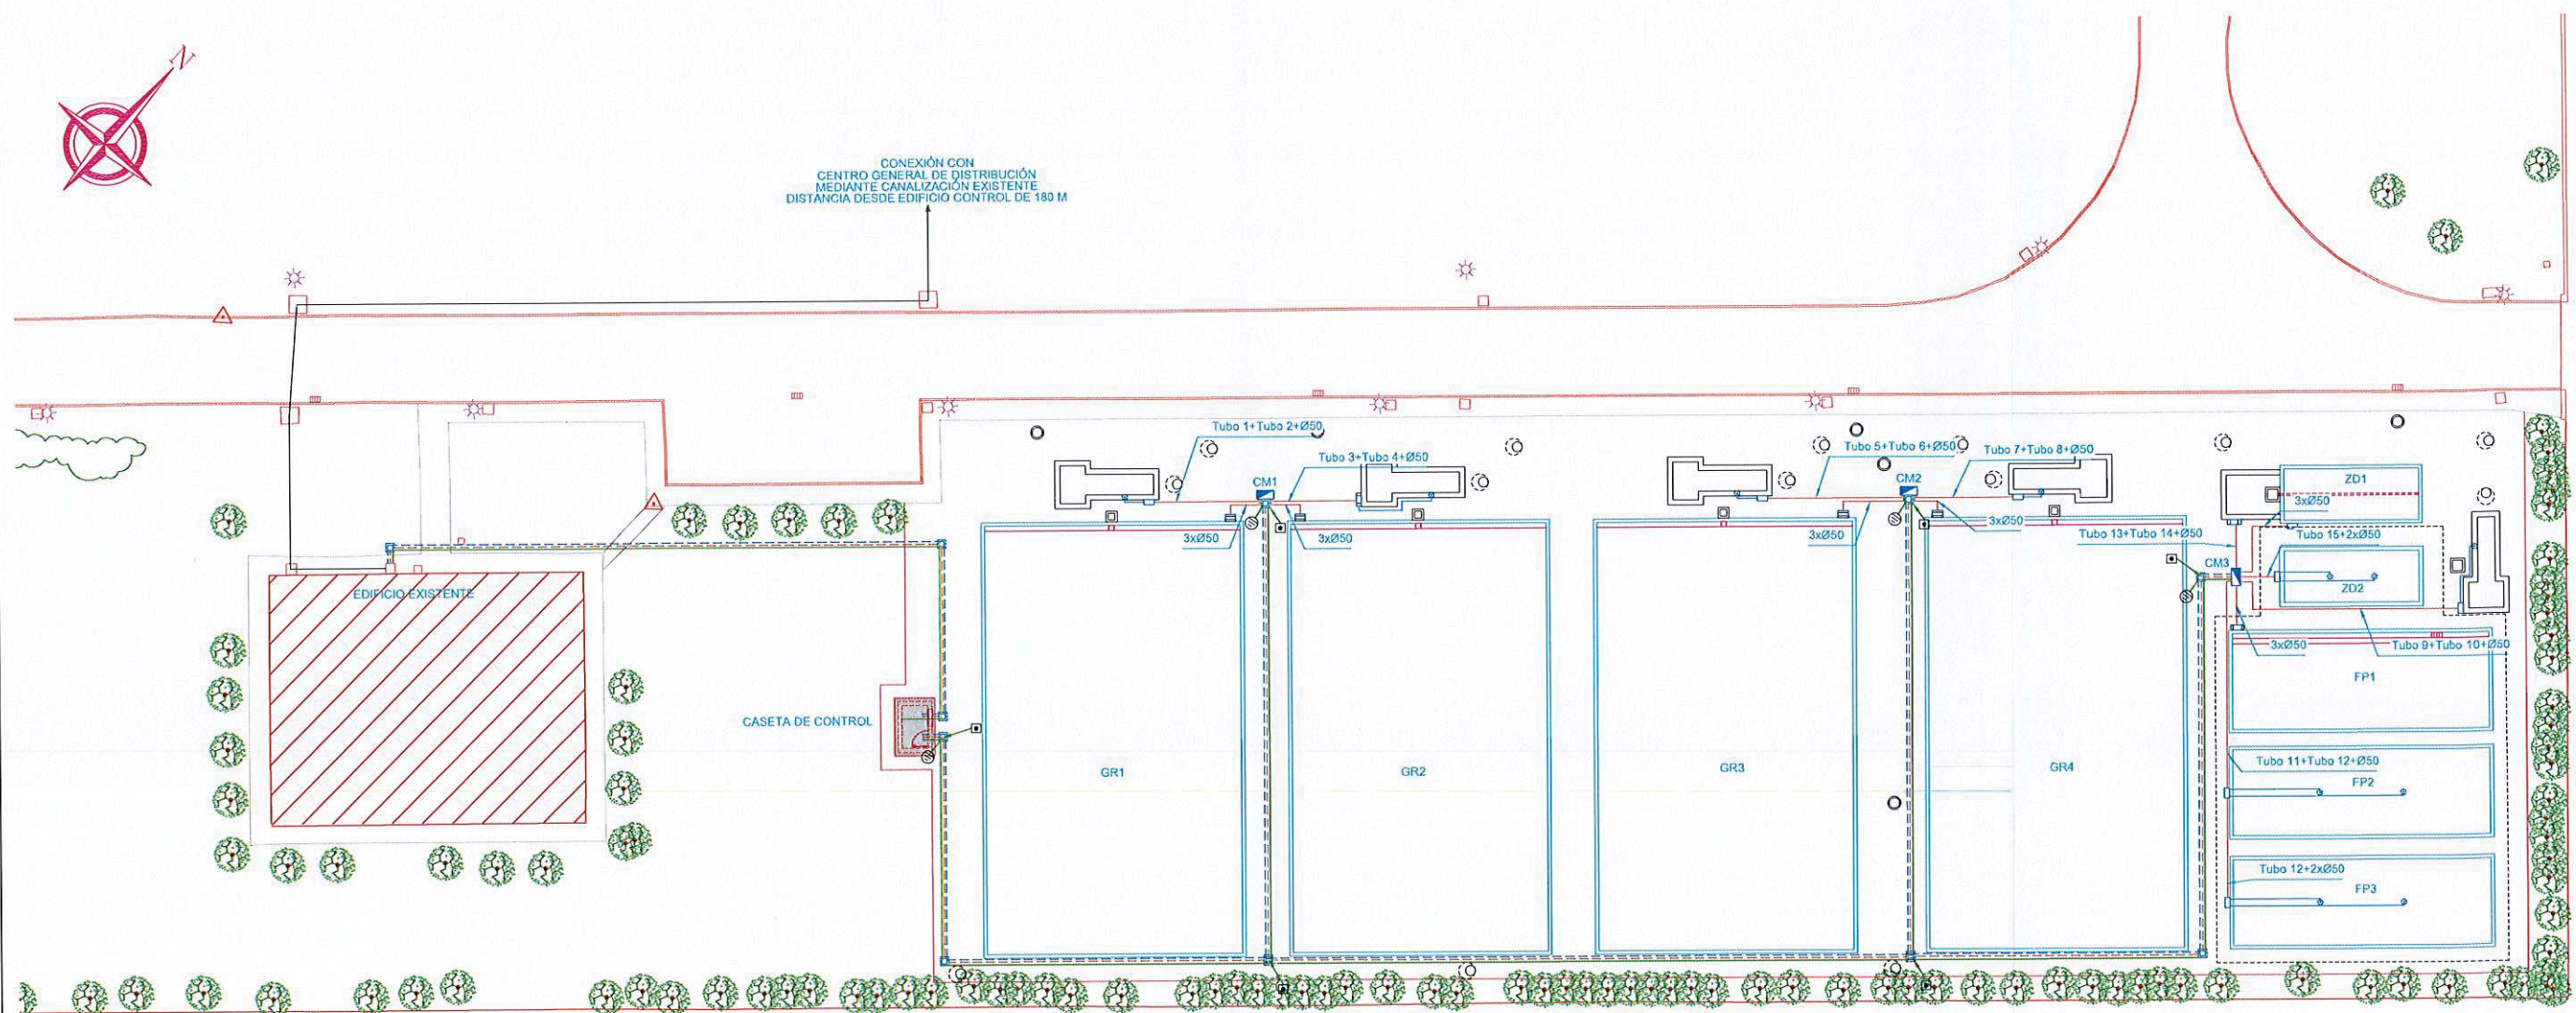 N
CONEXIÓN CON
CENTRO GENERAL DE DISTRIBUCIÓN
MEDIANTE CANALIZACIÓN EXISTENTE
DISTANCIA DESDE EDIFICIO CONTROL DE 180 M
Tubo 1+Tubo 2+Ø50
Tubo 3+Tubo 4+Ø50
Tubo 5+Tubo 6+Ø50
Tubo 7+Tubo 8+Ø50
CM1
CM2
ZD1
3xØ50
3xØ50
3xØ50
3xØ50
3xØ50
Tubo 13+Tubo 14+Ø50
Tubo 15+2xØ50
CM3
ZD2
EDIFICIO EXISTENTE
3xØ50
Tubo 9+Tubo 10+Ø50
FP1
CASETA DE CONTROL
GR1
GR2
GR3
GR4
Tubo 11+Tubo 12+Ø50
FP2
Tubo 12+2xØ50
FP3